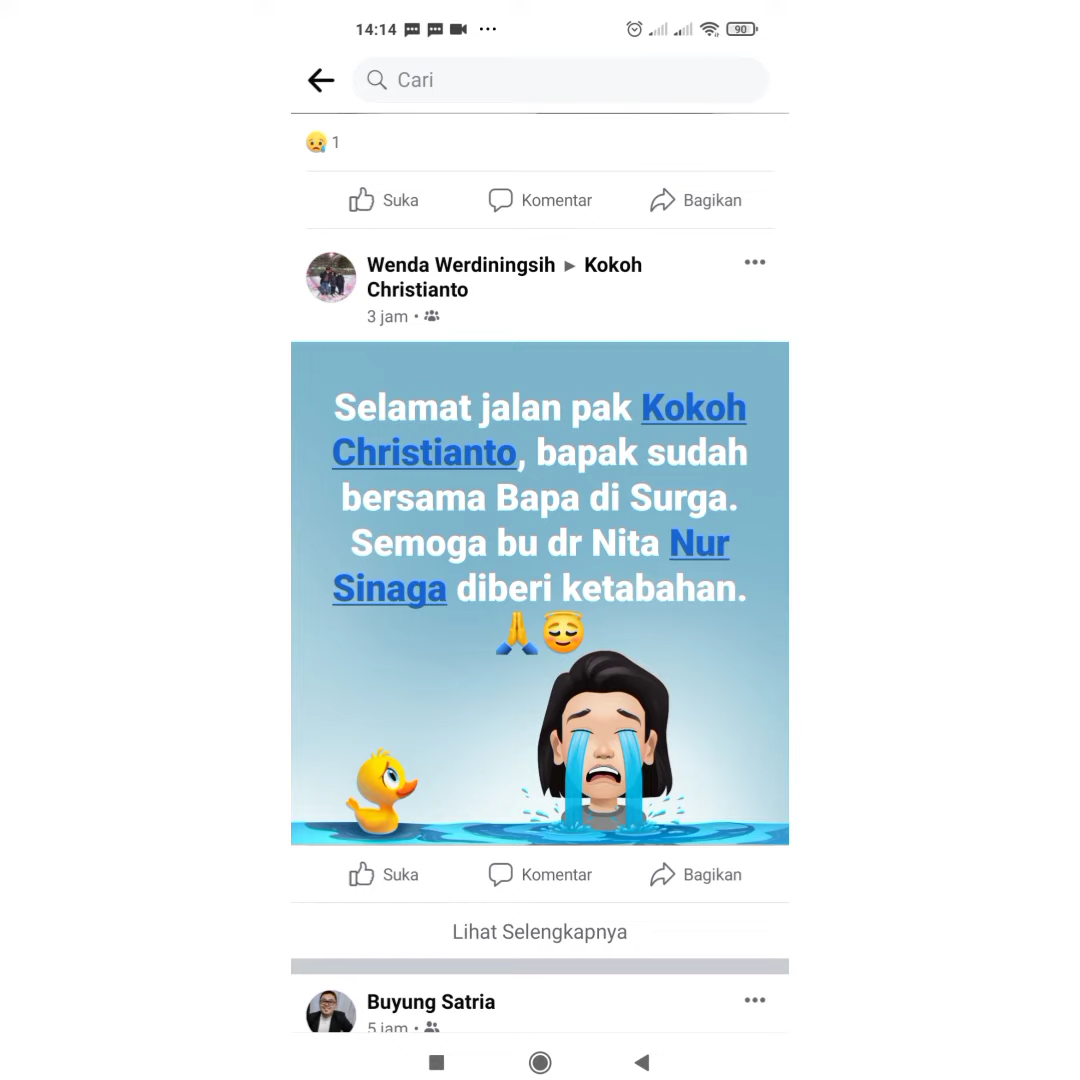 14:14
90
Cari
1
Suka Komentar Bagikan
Wenda Werdiningsih ► Kokoh
Christianto
3 jam •
Selamat jalan pak Kokoh
Christianto, bapak sudah
bersama Bapa di Surga.
Semoga bu dr Nita Nur
Sinaga diberi ketabahan.
Suka Komentar Bagikan
Lihat Selengkapnya
Buyung Satria
5 jam •